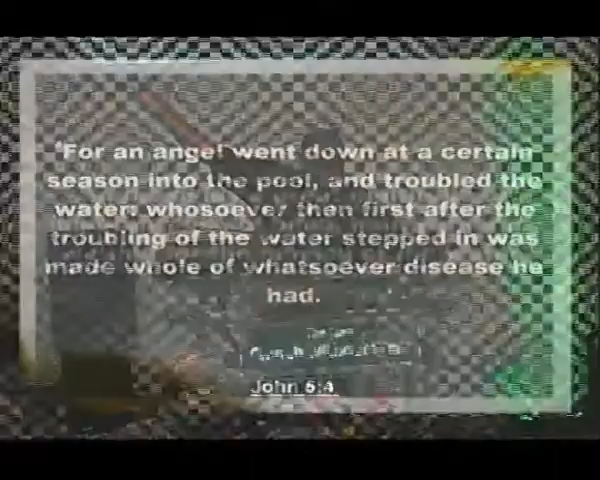 "For an angel went down at a certain
season into the pool, and troubled the
water: whosoever then first after the
troubling of the water stepped in was
made whole of whatsoever disease he
had.
John 5:4